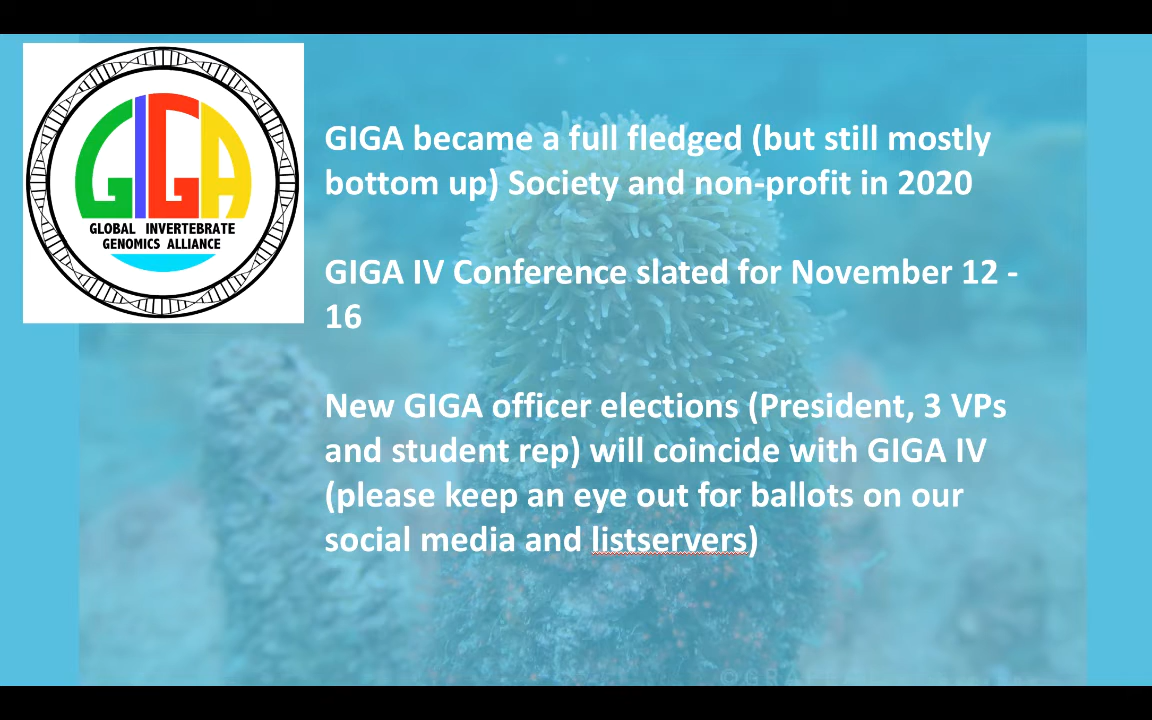 GIGA
GLOBAL INVERTEBRATE
GENOMICS ALLIANCE
GIGA became a full fledged (but still mostly
bottom up) Society and non-profit in 2020
GIGA IV Conference slated for November 12 -
16
New GIGA officer elections (President, 3 VPs
and student rep) will coincide with GIGA IV
(please keep an eye out for ballots on our
social media and listservers)